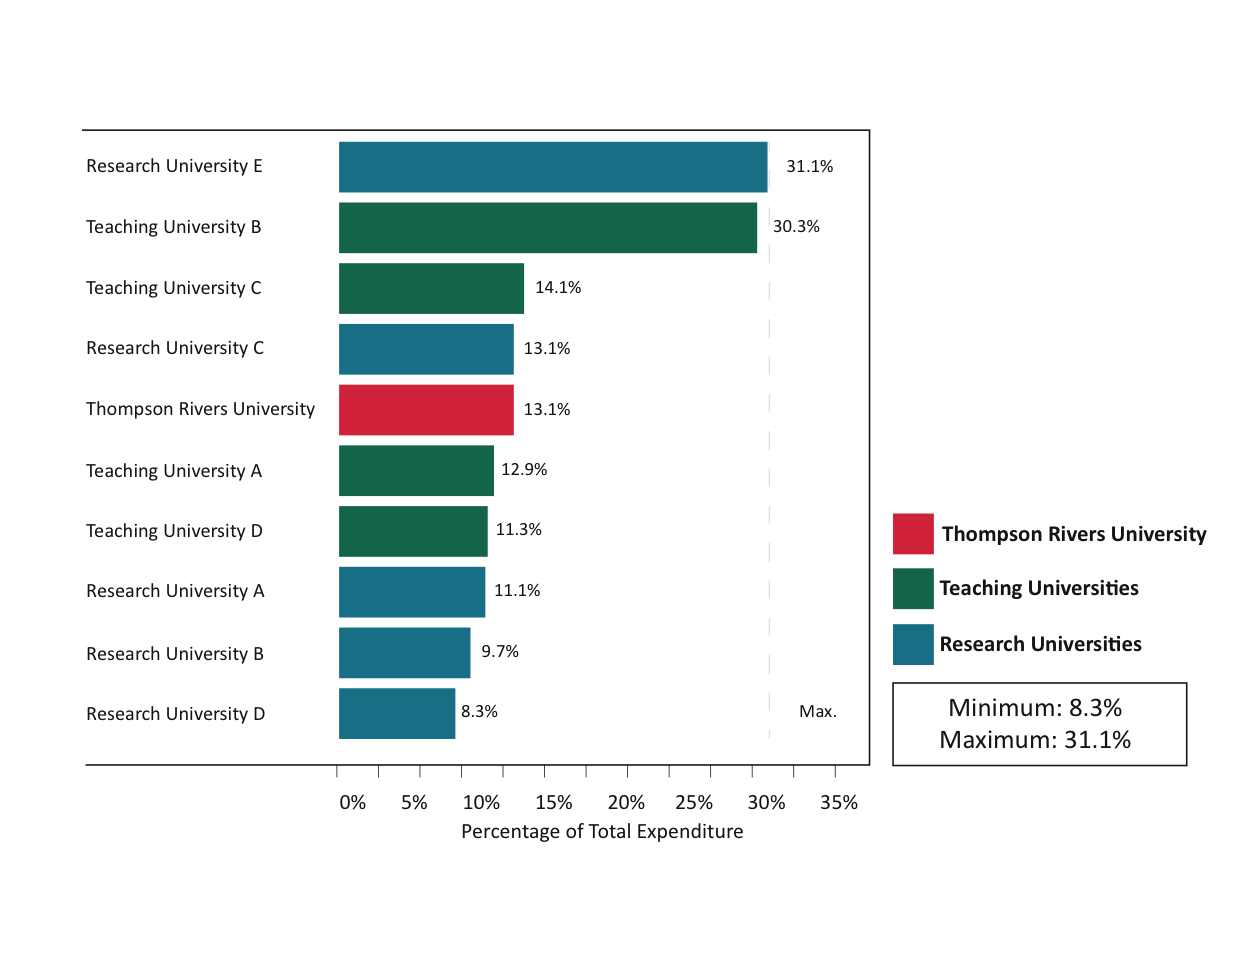 Research University E 31.1%
Teaching University B 30.3%
Teaching University C 14.1%
Research University C 13.1%
Thompson Rivers University 13.1%
Teaching University A 12.9%
Teaching University D 11.3%
Research University A 11.1%
Research University B 9.7%
Research University D 8.3% Max.
0% 5% 10% 15% 20% 25% 30% 35%
Percentage of Total Expenditure
Thompson Rivers University
Teaching Universities
Research Universities
Minimum: 8.3%
Maximum: 31.1%